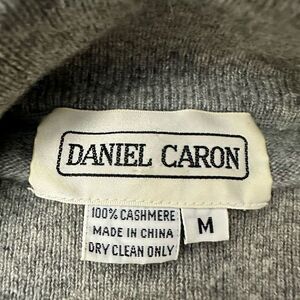 DANIEL CARON
100% CASHMERE
MADE IN CHINA
DRY CLEAN ONLY
M